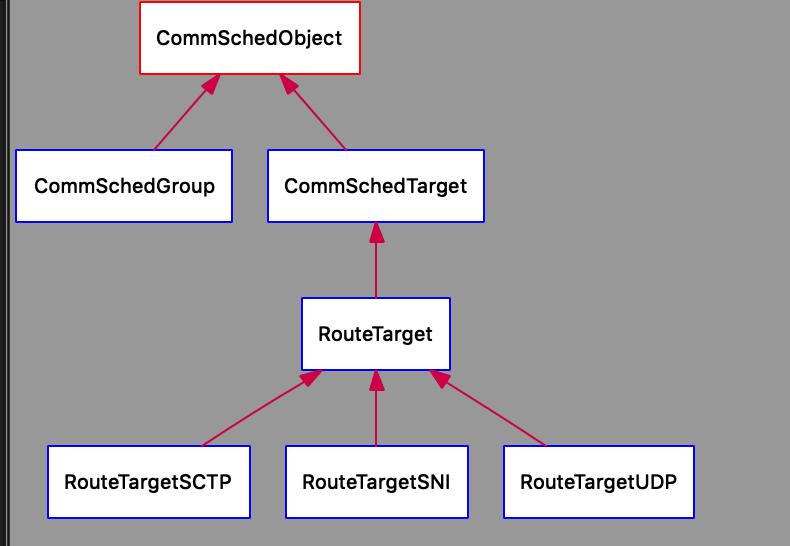 CommSchedObject
CommSchedGroup
CommSchedTarget
RouteTarget
RouteTargetSCTP
RouteTargetSNI
RouteTargetUDP